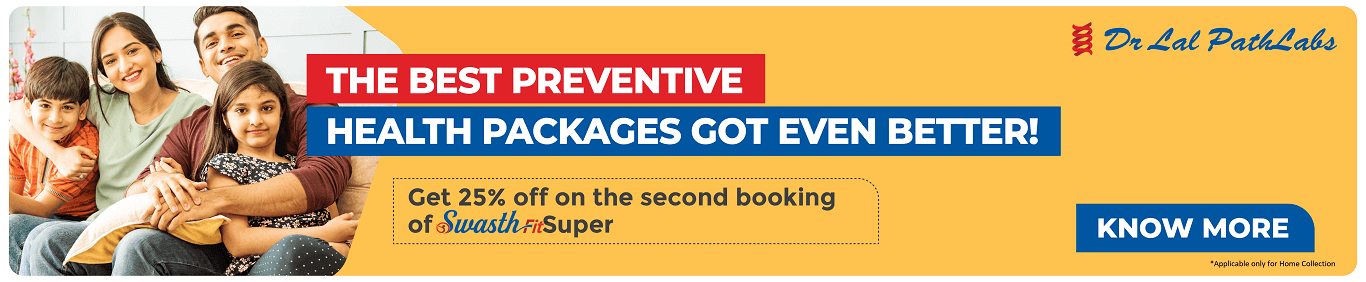 Dr Lal PathLabs
THE BEST PREVENTIVE
HEALTH PACKAGES GOT EVEN BETTER!
Get 25% off on the second booking
of SwasthFitSuper
KNOW MORE
*Applicable only for Home Collection